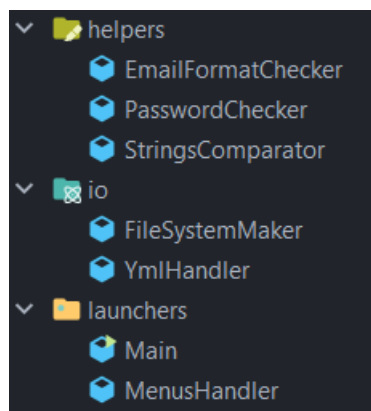 helpers
EmailFormatChecker
PasswordChecker
StringsComparator
io
FileSystemMaker
YmlHandler
launchers
Main
MenusHandler